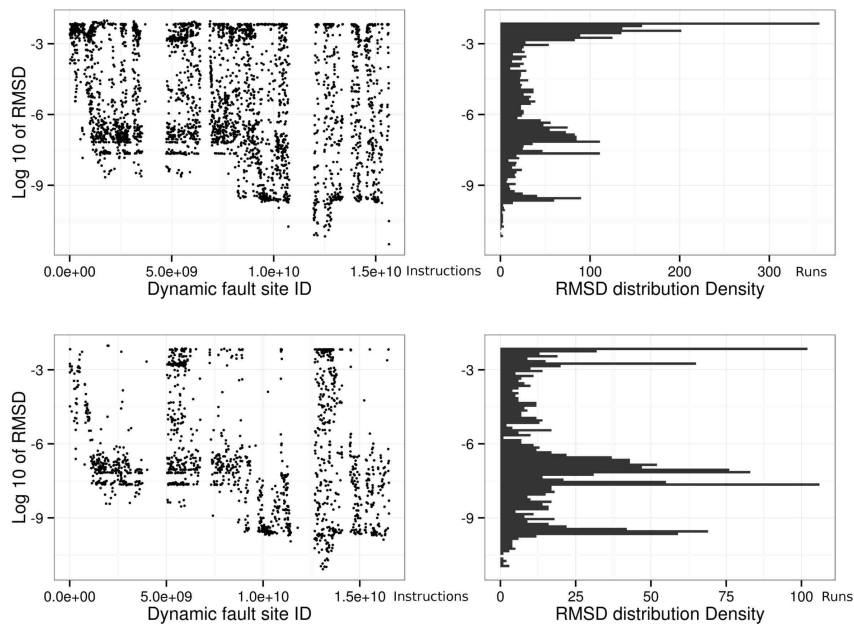 Log 10 of RMSD
-3
-6
-9
0.0e+00 5.0e+09 1.0e+10 1.5e+10 Instructions
Dynamic fault site ID
-3
-6
-9
0 100 200 300 Runs
RMSD distribution Density
Log 10 of RMSD
-3
-6
-9
0.0e+00 5.0e+09 1.0e+10 1.5e+10 Instructions
Dynamic fault site ID
-3
-6
-9
0 25 50 75 100 Runs
RMSD distribution Density